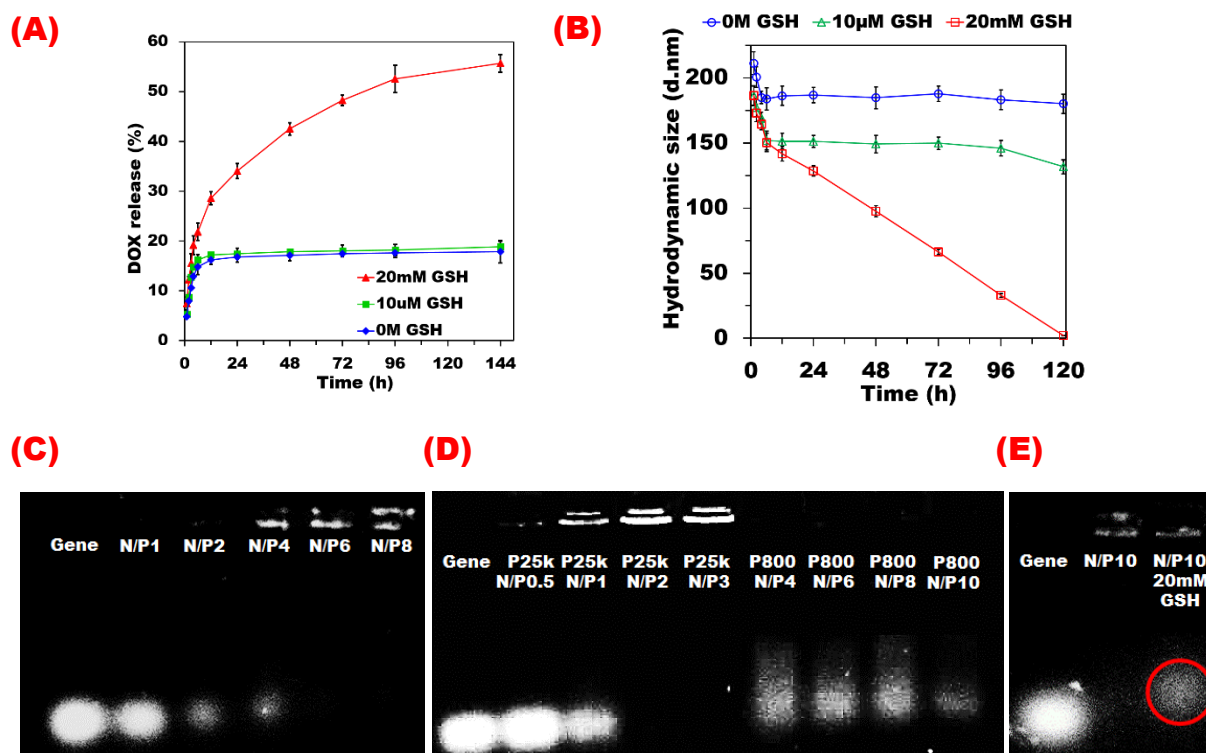 (A)
60
50
40
30
20
10
0
DOX release (%)
20mM GSH
10uM GSH
0M GSH
0 24 48 72 96 120 144
Time (h)
(B)
0M GSH 10µM GSH 20mM GSH
200
150
100
50
0
Hydrodynamic size (d.nm)
0 24 48 72 96 120
Time (h)
(C)
Gene N/P1 N/P2 N/P4 N/P6 N/P8
(D)
P25k P25k P25k P25k P800 P800 P800 P800
Gene N/P0.5 N/P1 N/P2 N/P3 N/P4 N/P6 N/P8 N/P10
(E)
Gene N/P10 N/P10
20mM
GSH